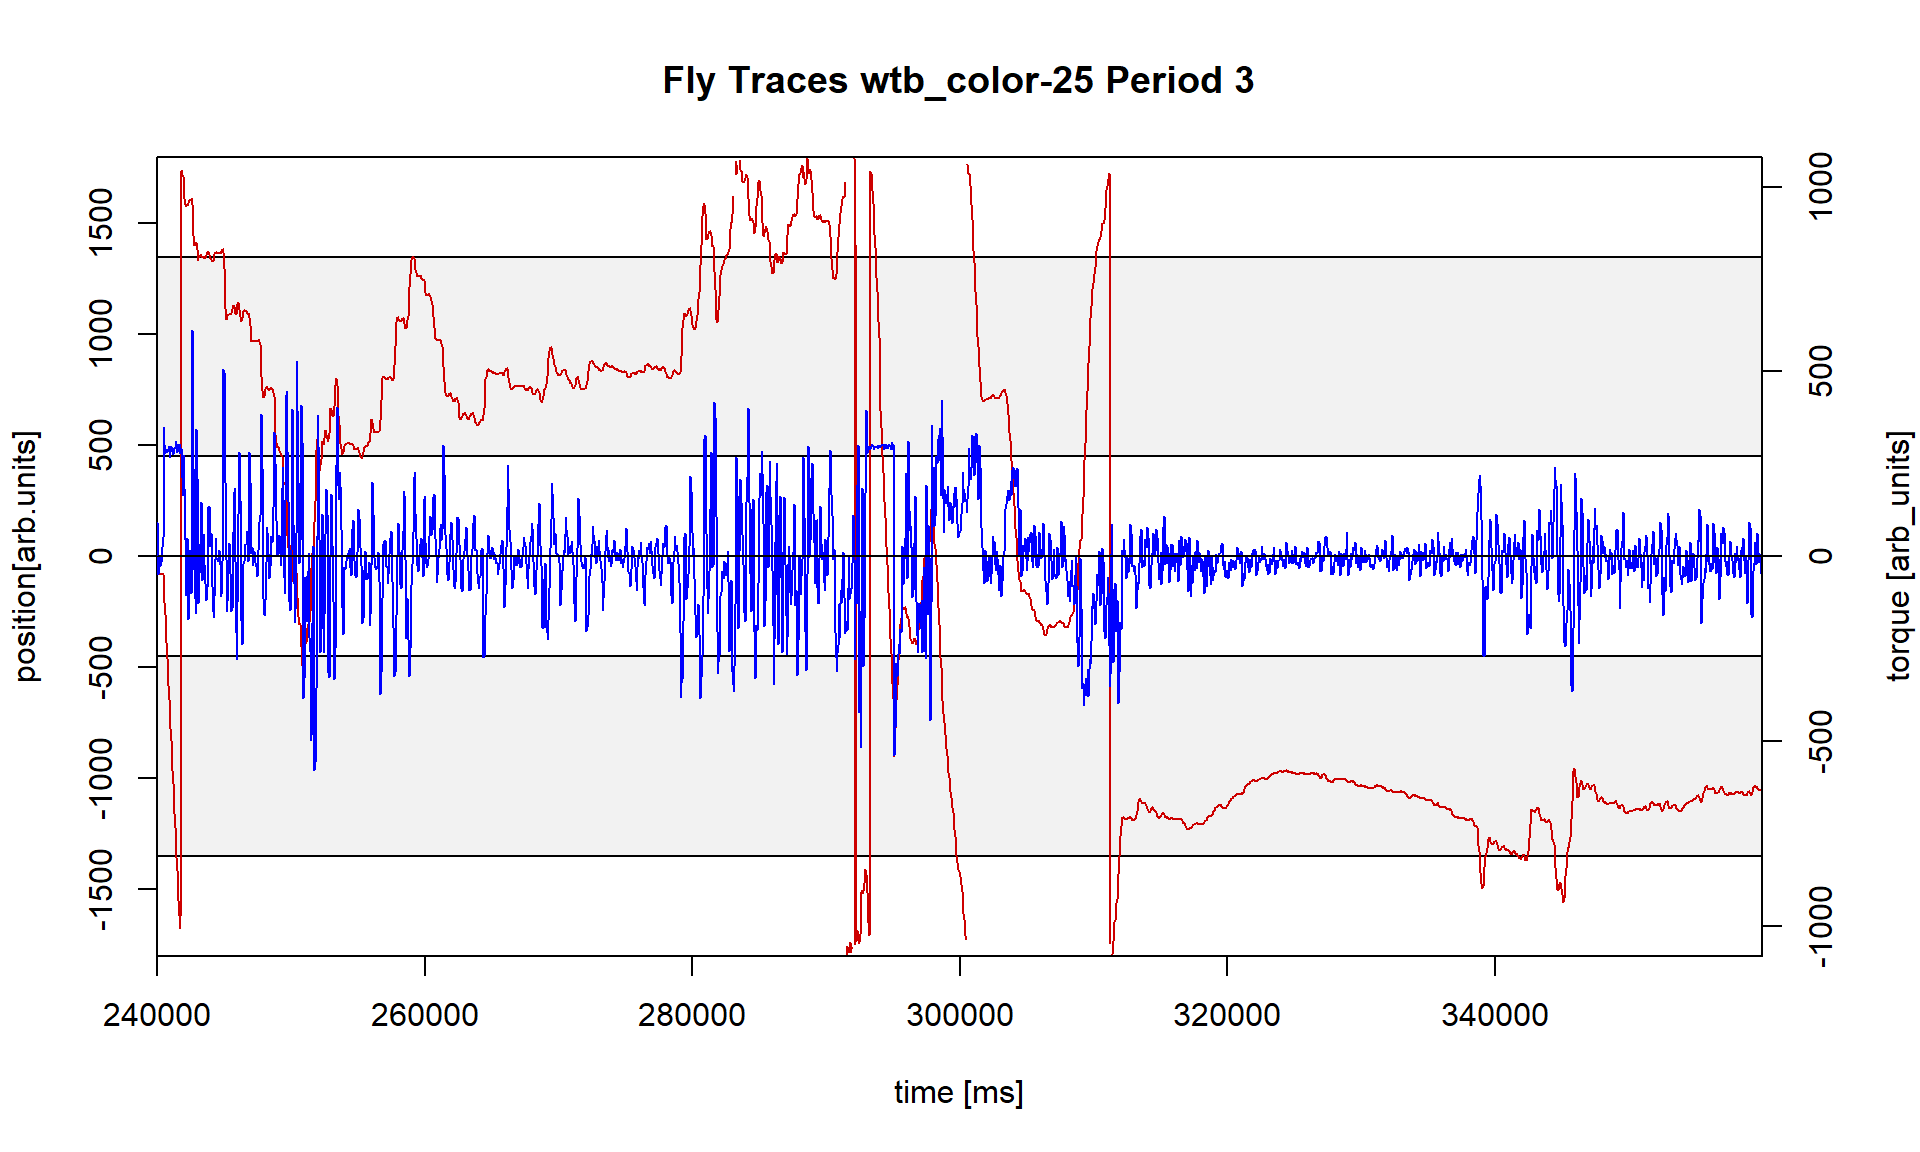 Fly Traces wtb_color-25 Period 3
position[arb.units]
1500
1000
500
0
-500
-1000
-1500
torque [arb_units]
1000
500
0
-500
-1000
240000 260000 280000 300000 320000 340000
time [ms]